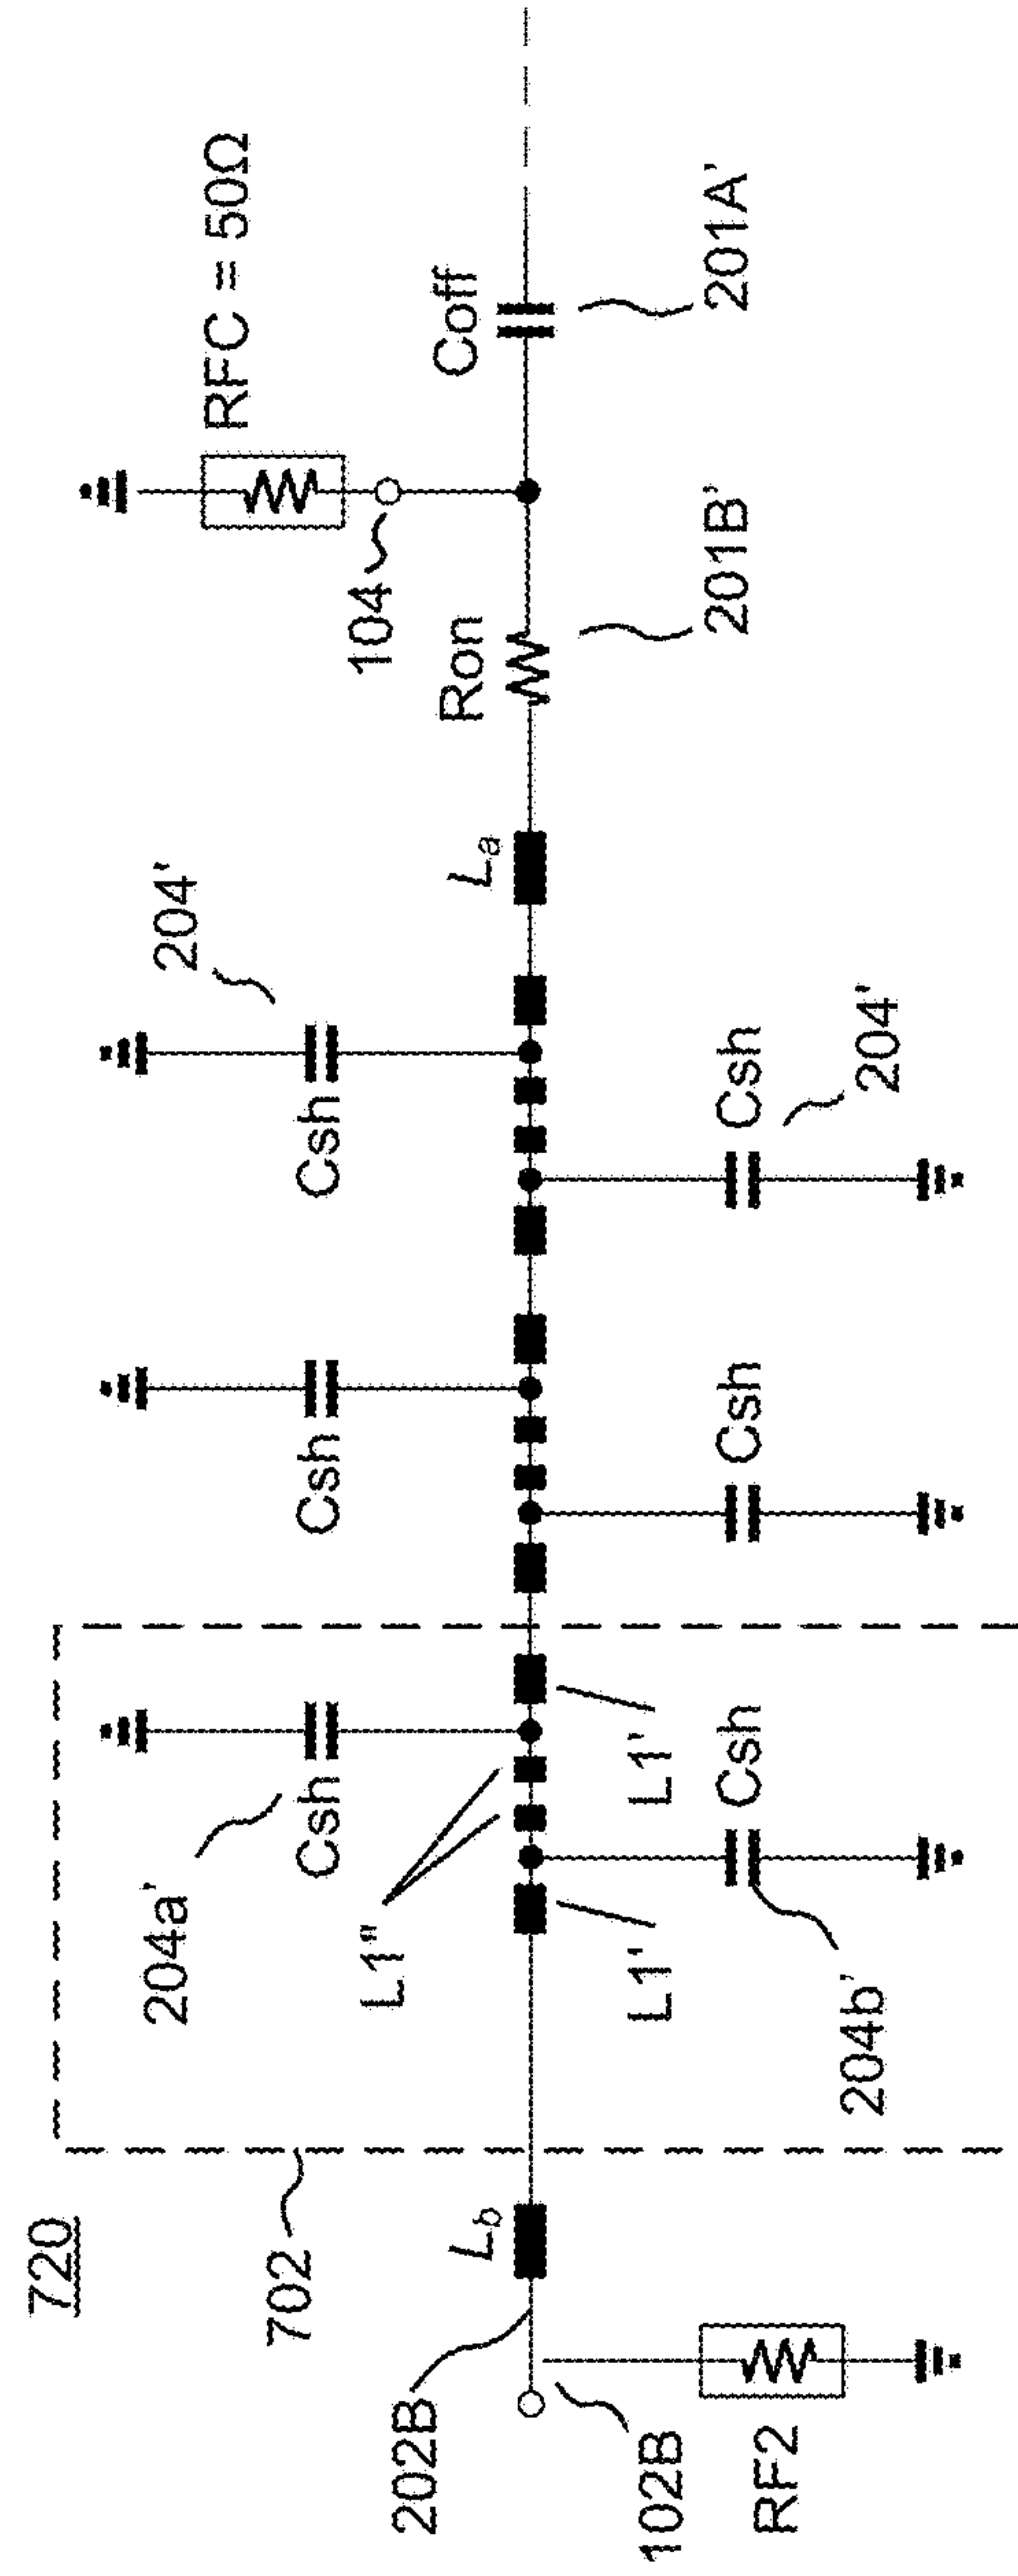 720
702
202B
Lb
102B
RF2
204a'
Csh
L1"
L1'
L1'
Csh
204b'
Csh
Csh
204'
Csh
Csh
204'
La
Ron
201B'
104
RFC = 50Ω
Coff
201A'